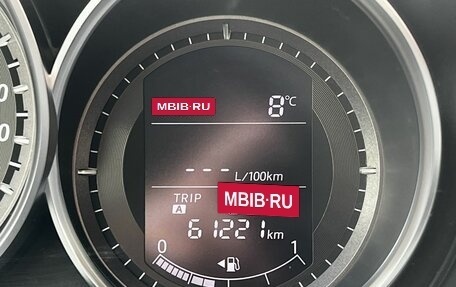 MBIB·RU 8°C
--- L/100km
TRIP
A
MBIB·RU
61221 km
0 1